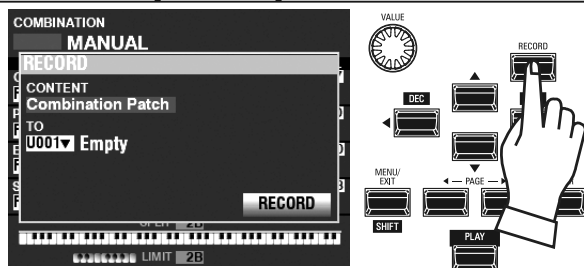 COMBINATION
MANUAL
RECORD
CONTENT
Combination Patch
TO
U001▼ Empty
RECORD
LIMIT 2B
VALUE
RECORD
DEC
MENU/
EXIT
PAGE
SHIFT
PLAY